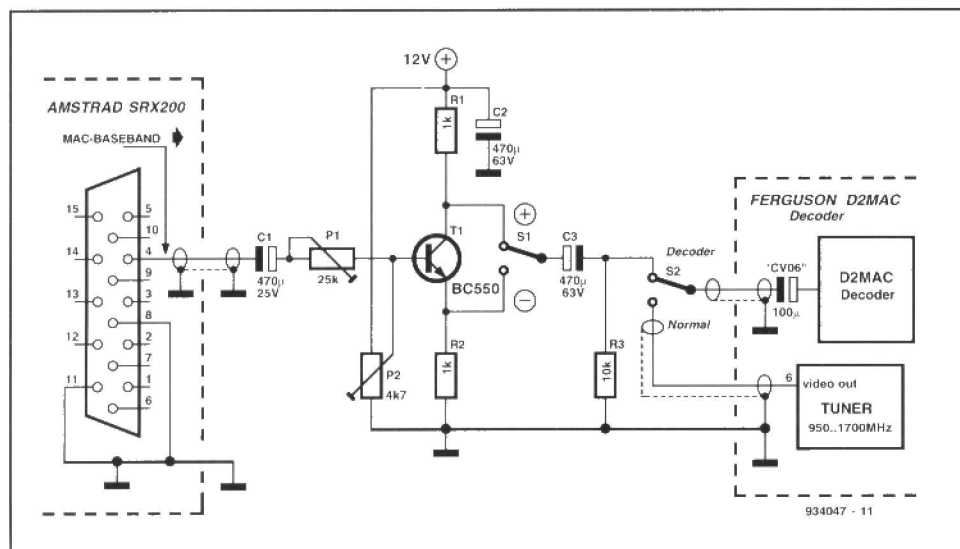 AMSTRAD SRX200
MAC-BASEBAND
15
5
10
14
4
9
13
3
8
12
2
7
11
1
6
C1
470µ
25V
P1
25k
12V
+
R1
1k
C2
470µ
63V
T1
BC550
P2
4k7
R2
1k
+
S1
−
C3
470µ
63V
R3
10k
Decoder
S2
Normal
FERGUSON D2MAC
Decoder
"CV06"
100µ
D2MAC
Decoder
6
video out
TUNER
950..1700MHz
934047 - 11